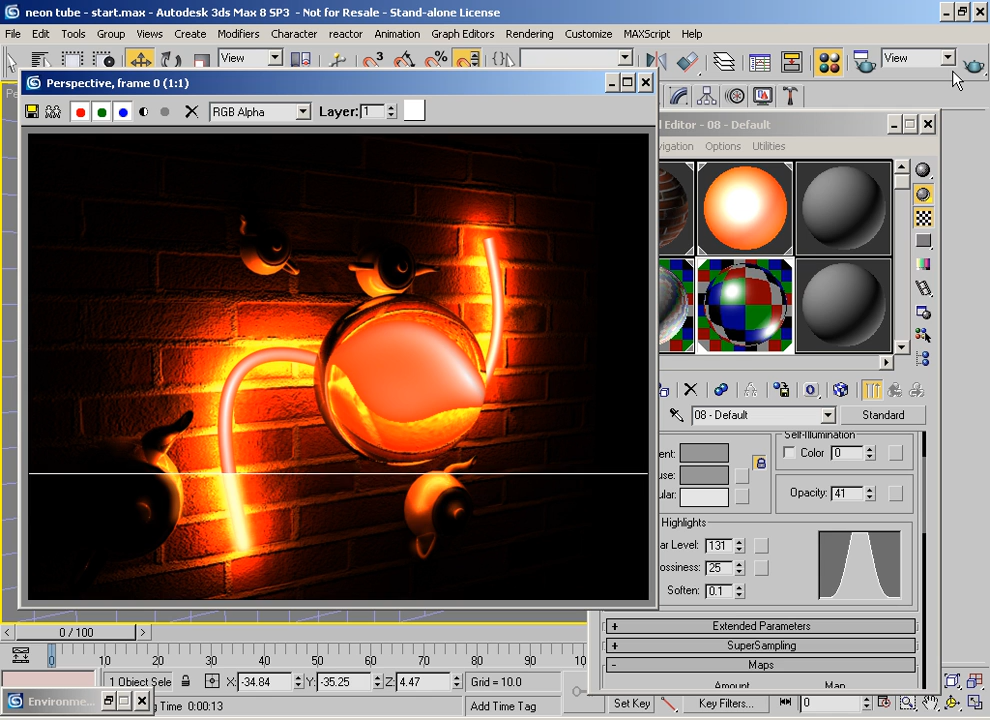 neon tube - start.max - Autodesk 3ds Max 8 SP3 - Not for Resale - Stand-alone License
File Edit Tools Group Views Create Modifiers Character reactor Animation Graph Editors Rendering Customize MAXScript Help
View
View
Perspective, frame 0 (1:1)
RGB Alpha
Layer: 1
l Editor - 08 - Default
vigation Options Utilities
08 - Default
Standard
Self-Illumination
ent:
Color 0
use:
ular:
Opacity: 41
Highlights
ar Level: 131
ossiness: 25
Soften: 0.1
+ Extended Parameters
+ SuperSampling
- Maps
Amount Map
< 0 / 100 >
0 10 20 30 40 50 60 70 80 90 10
1 Object Sele
X: -34.84 Y: -35.25 Z: 4.47
Grid = 10.0
Environme...
g Time 0:00:13
Add Time Tag
Set Key
Key Filters...
0